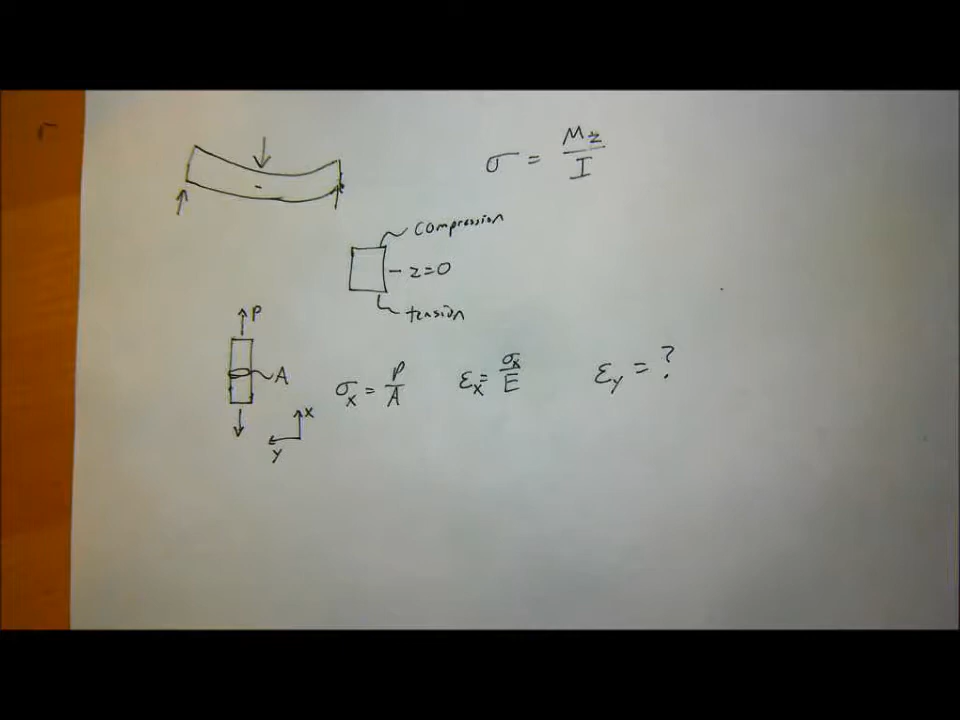 σ = Mz/I
compression
z=0
tension
P
A
σx = P/A
εx = σx/E
εy = ?
x
y